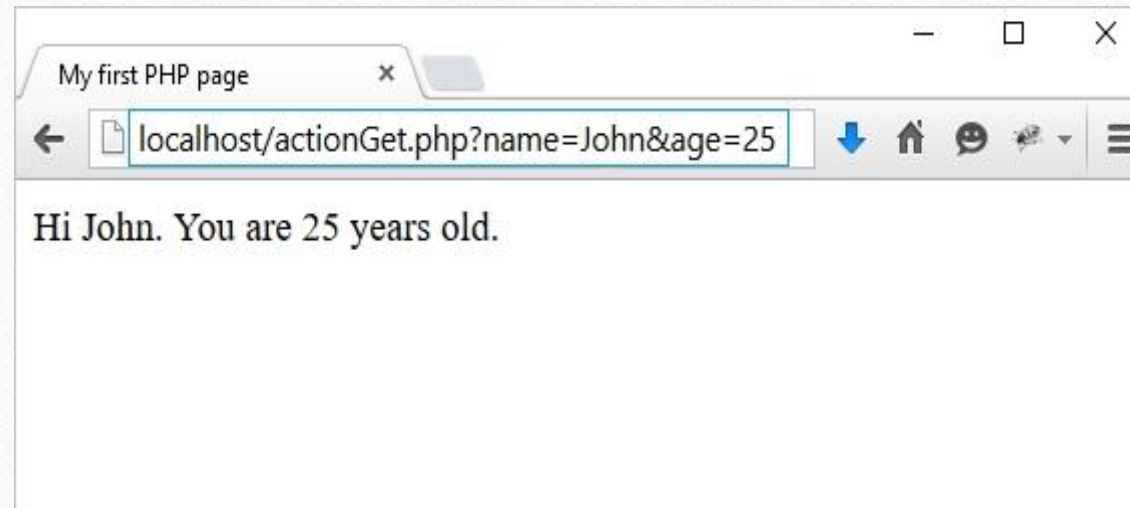 My first PHP page
localhost/actionGet.php?name=John&age=25
Hi John. You are 25 years old.